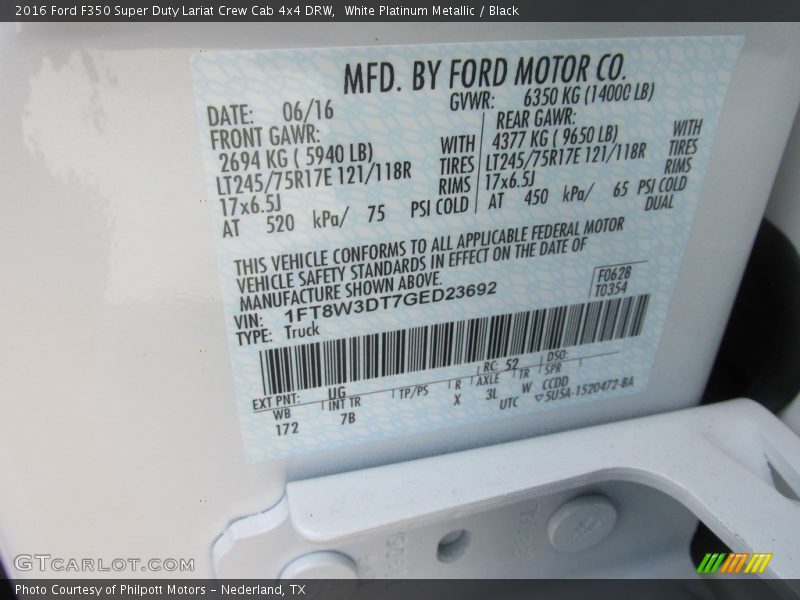 2016 Ford F350 Super Duty Lariat Crew Cab 4x4 DRW,  White Platinum Metallic / Black
MFD. BY FORD MOTOR CO.
DATE: 06/16 GVWR: 6350 KG (14000 LB)
FRONT GAWR: REAR GAWR:
2694 KG ( 5940 LB) WITH 4377 KG ( 9650 LB) WITH
LT245/75R17E 121/118R TIRES LT245/75R17E 121/118R TIRES
17x6.5J RIMS 17x6.5J RIMS
AT 520 kPa/ 75 PSI COLD AT 450 kPa/ 65 PSI COLD
DUAL
THIS VEHICLE CONFORMS TO ALL APPLICABLE FEDERAL MOTOR
VEHICLE SAFETY STANDARDS IN EFFECT ON THE DATE OF
MANUFACTURE SHOWN ABOVE.
F0628
VIN: 1FT8W3DT7GED23692 T0354
TYPE: Truck
EXT PNT: UG RC: 52 DSO:
WB INT TR TP/PS R AXLE TR SPR
172 7B X 3L W CCDD
UTC ▽5U5A-1520472-BA
GTCARLOT.COM
Photo Courtesy of Philpott Motors – Nederland, TX